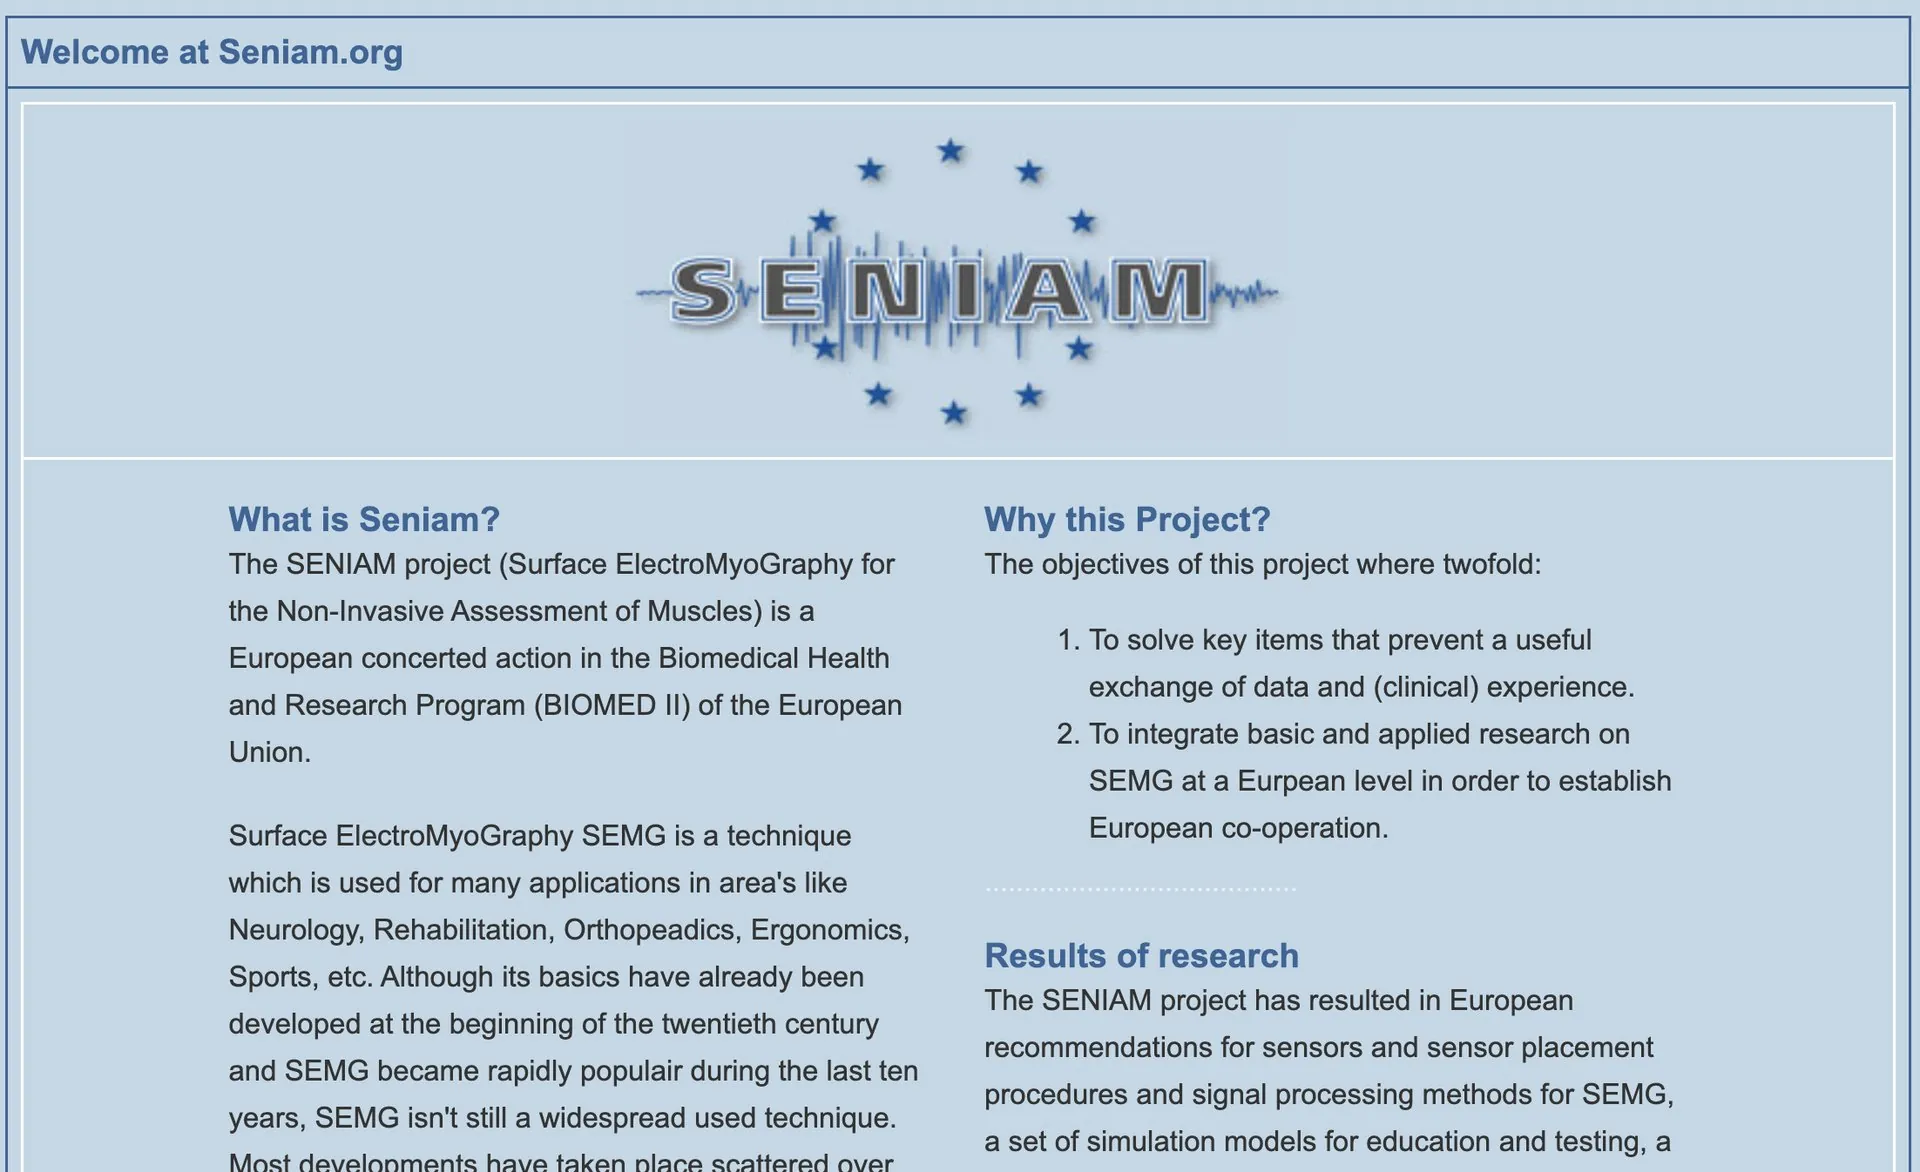 Welcome at Seniam.org
SENIAM
What is Seniam?
The SENIAM project (Surface ElectroMyoGraphy for
the Non-Invasive Assessment of Muscles) is a
European concerted action in the Biomedical Health
and Research Program (BIOMED II) of the European
Union.
Surface ElectroMyoGraphy SEMG is a technique
which is used for many applications in area's like
Neurology, Rehabilitation, Orthopeadics, Ergonomics,
Sports, etc. Although its basics have already been
developed at the beginning of the twentieth century
and SEMG became rapidly populair during the last ten
years, SEMG isn't still a widespread used technique.
Most developments have taken place scattered over
Why this Project?
The objectives of this project where twofold:
1. To solve key items that prevent a useful
exchange of data and (clinical) experience.
2. To integrate basic and applied research on
SEMG at a Eurpean level in order to establish
European co-operation.
Results of research
The SENIAM project has resulted in European
recommendations for sensors and sensor placement
procedures and signal processing methods for SEMG,
a set of simulation models for education and testing, a